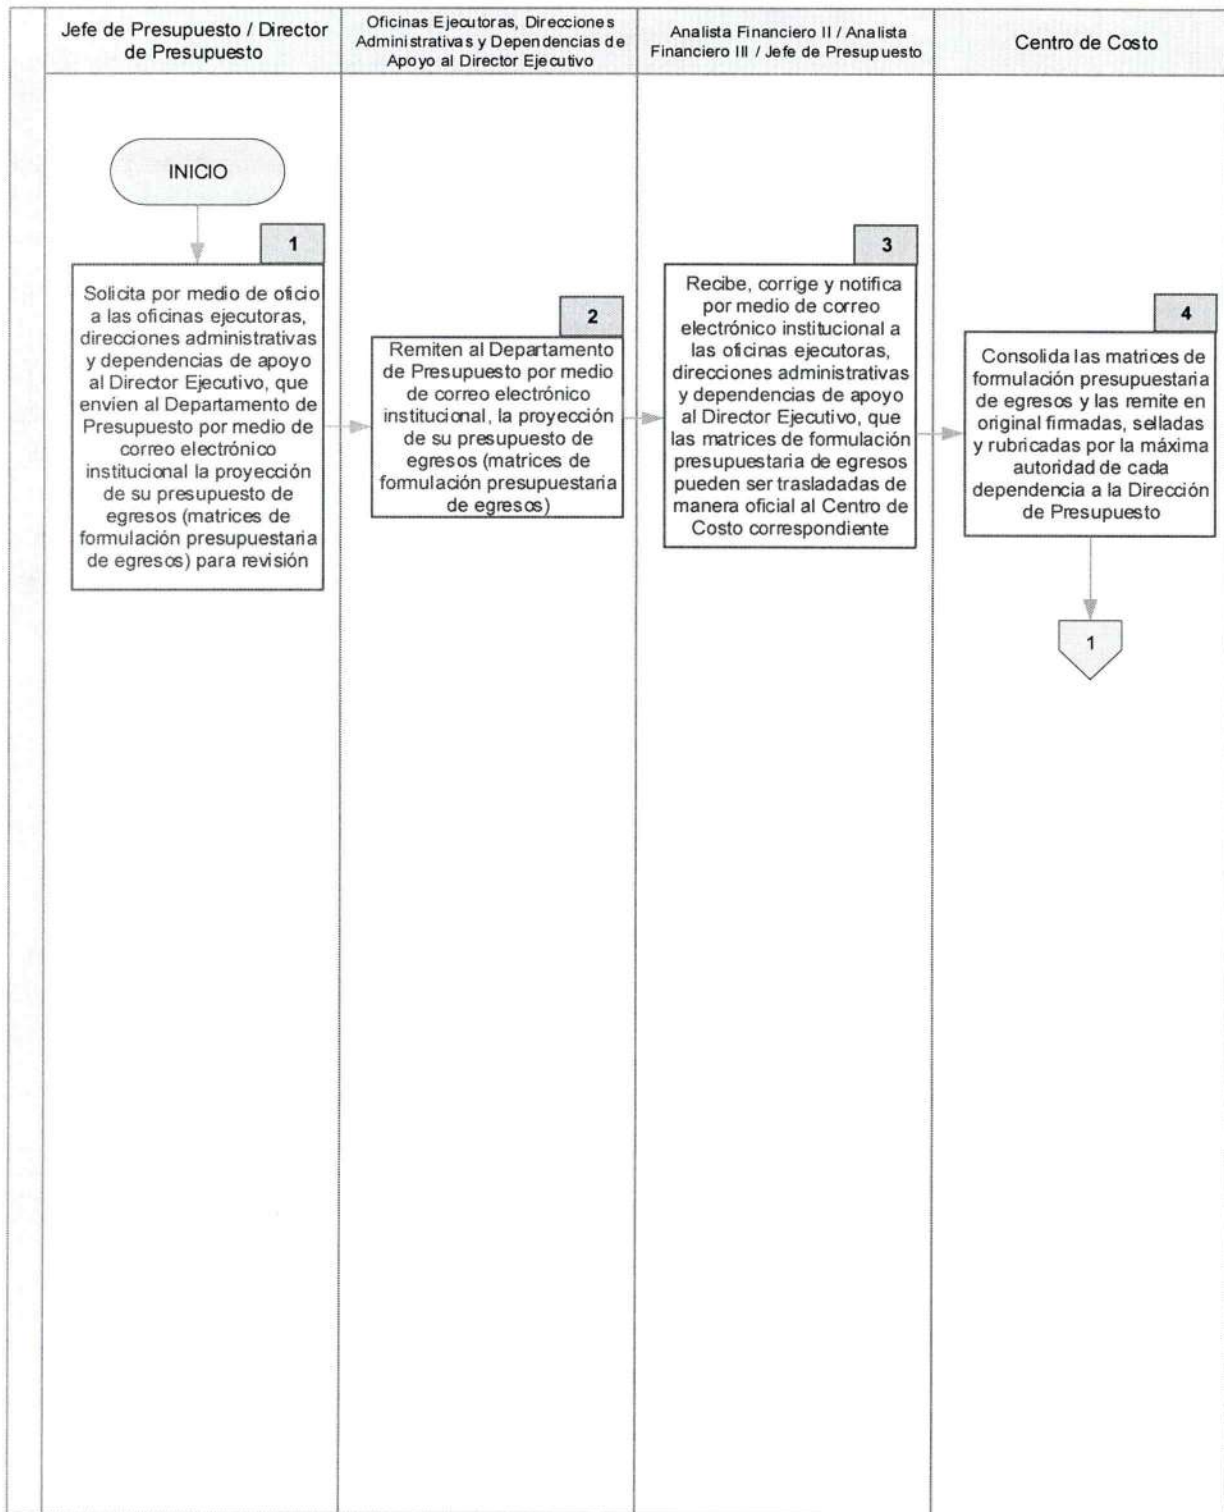 Jefe de Presupuesto / Director
de Presupuesto
Oficinas Ejecutoras, Direcciones
Administrativas y Dependencias de
Apoyo al Director Ejecutivo
Analista Financiero II / Analista
Financiero III / Jefe de Presupuesto
Centro de Costo
INICIO
1
Solicita por medio de oficio
a las oficinas ejecutoras,
direcciones administrativas
y dependencias de apoyo
al Director Ejecutivo, que
envíen al Departamento de
Presupuesto por medio de
correo electrónico
institucional la proyección
de su presupuesto de
egresos (matrices de
formulación presupuestaria
de egresos) para revisión
2
Remiten al Departamento
de Presupuesto por medio
de correo electrónico
institucional, la proyección
de su presupuesto de
egresos (matrices de
formulación presupuestaria
de egresos)
3
Recibe, corrige y notifica
por medio de correo
electrónico institucional a
las oficinas ejecutoras,
direcciones administrativas
y dependencias de apoyo
al Director Ejecutivo, que
las matrices de formulación
presupuestaria de egresos
pueden ser trasladadas de
manera oficial al Centro de
Costo correspondiente
4
Consolida las matrices de
formulación presupuestaria
de egresos y las remite en
original firmadas, selladas
y rubricadas por la máxima
autoridad de cada
dependencia a la Dirección
de Presupuesto
1